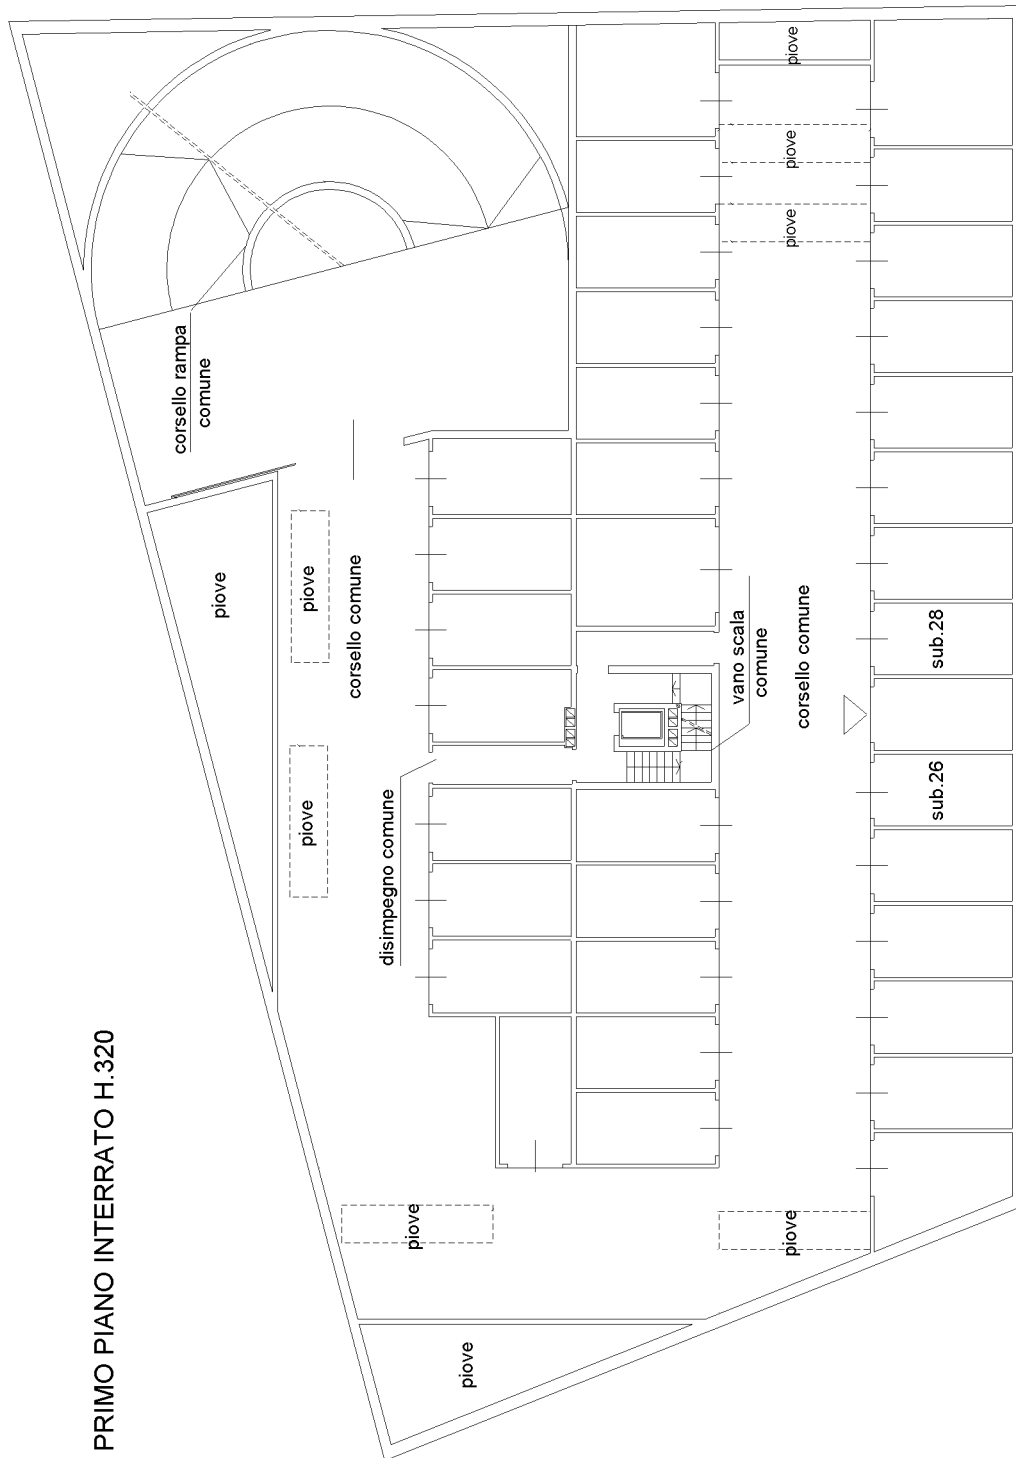 PRIMO PIANO INTERRATO H.320
piove
piove
piove
corsello rampa
comune
piove
piove
corsello comune
piove
disimpegno comune
vano scala
comune
corsello comune
sub.28
sub.26
piove
piove
piove